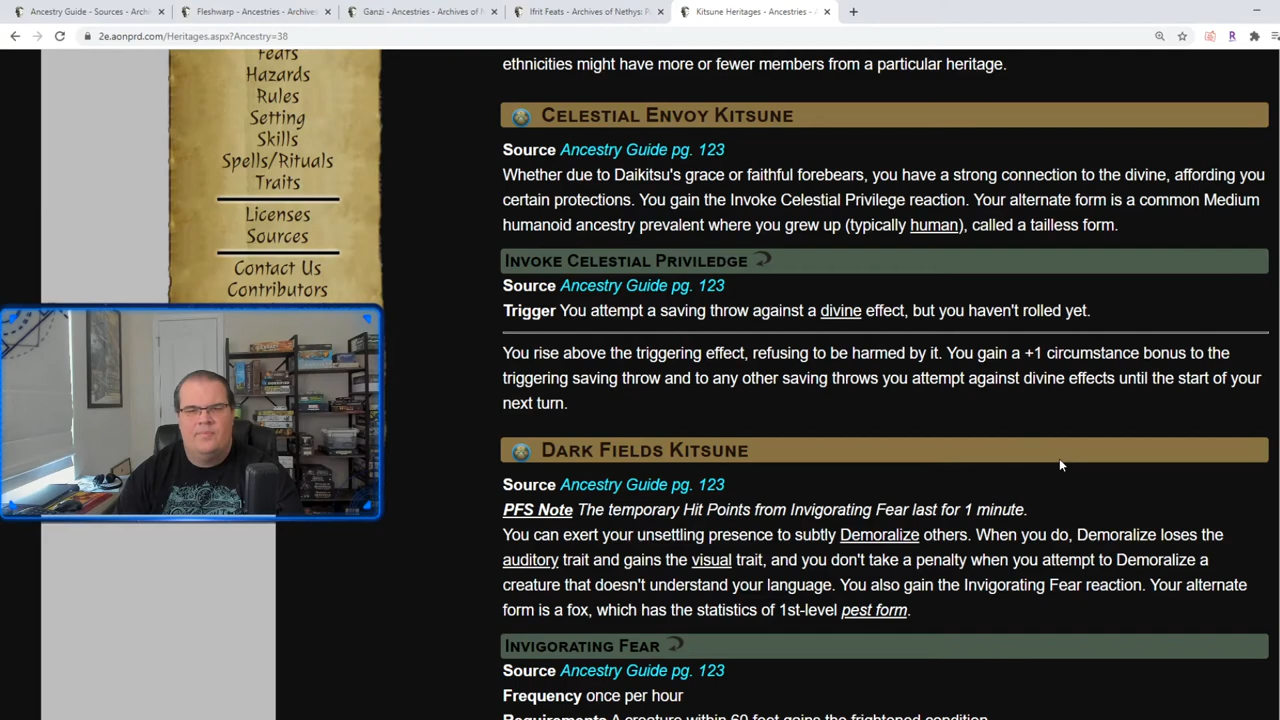 Ancestry Guide - Sources - Archi
Fleshwarp - Ancestries - Archives
Ganzi - Ancestries - Archives of N
Ifrit Feats - Archives of Nethys: P
Kitsune Heritages - Ancestries - A
2e.aonprd.com/Heritages.aspx?Ancestry=38
Feats
Hazards
Rules
Setting
Skills
Spells/Rituals
Traits
Licenses
Sources
Contact Us
Contributors
ethnicities might have more or fewer members from a particular heritage.
Celestial Envoy Kitsune
Source Ancestry Guide pg. 123
Whether due to Daikitsu's grace or faithful forebears, you have a strong connection to the divine, affording you
certain protections. You gain the Invoke Celestial Privilege reaction. Your alternate form is a common Medium
humanoid ancestry prevalent where you grew up (typically human), called a tailless form.
Invoke Celestial Priviledge
Source Ancestry Guide pg. 123
Trigger You attempt a saving throw against a divine effect, but you haven't rolled yet.
You rise above the triggering effect, refusing to be harmed by it. You gain a +1 circumstance bonus to the
triggering saving throw and to any other saving throws you attempt against divine effects until the start of your
next turn.
Dark Fields Kitsune
Source Ancestry Guide pg. 123
PFS Note The temporary Hit Points from Invigorating Fear last for 1 minute.
You can exert your unsettling presence to subtly Demoralize others. When you do, Demoralize loses the
auditory trait and gains the visual trait, and you don't take a penalty when you attempt to Demoralize a
creature that doesn't understand your language. You also gain the Invigorating Fear reaction. Your alternate
form is a fox, which has the statistics of 1st-level pest form.
Invigorating Fear
Source Ancestry Guide pg. 123
Frequency once per hour
Requirements A creature within 60 feet gains the frightened condition